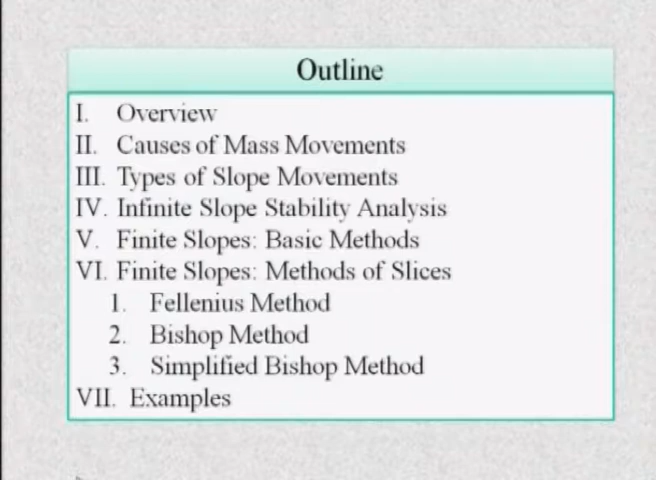 Outline
I. Overview
II. Causes of Mass Movements
III. Types of Slope Movements
IV. Infinite Slope Stability Analysis
V. Finite Slopes: Basic Methods
VI. Finite Slopes: Methods of Slices
1. Fellenius Method
2. Bishop Method
3. Simplified Bishop Method
VII. Examples